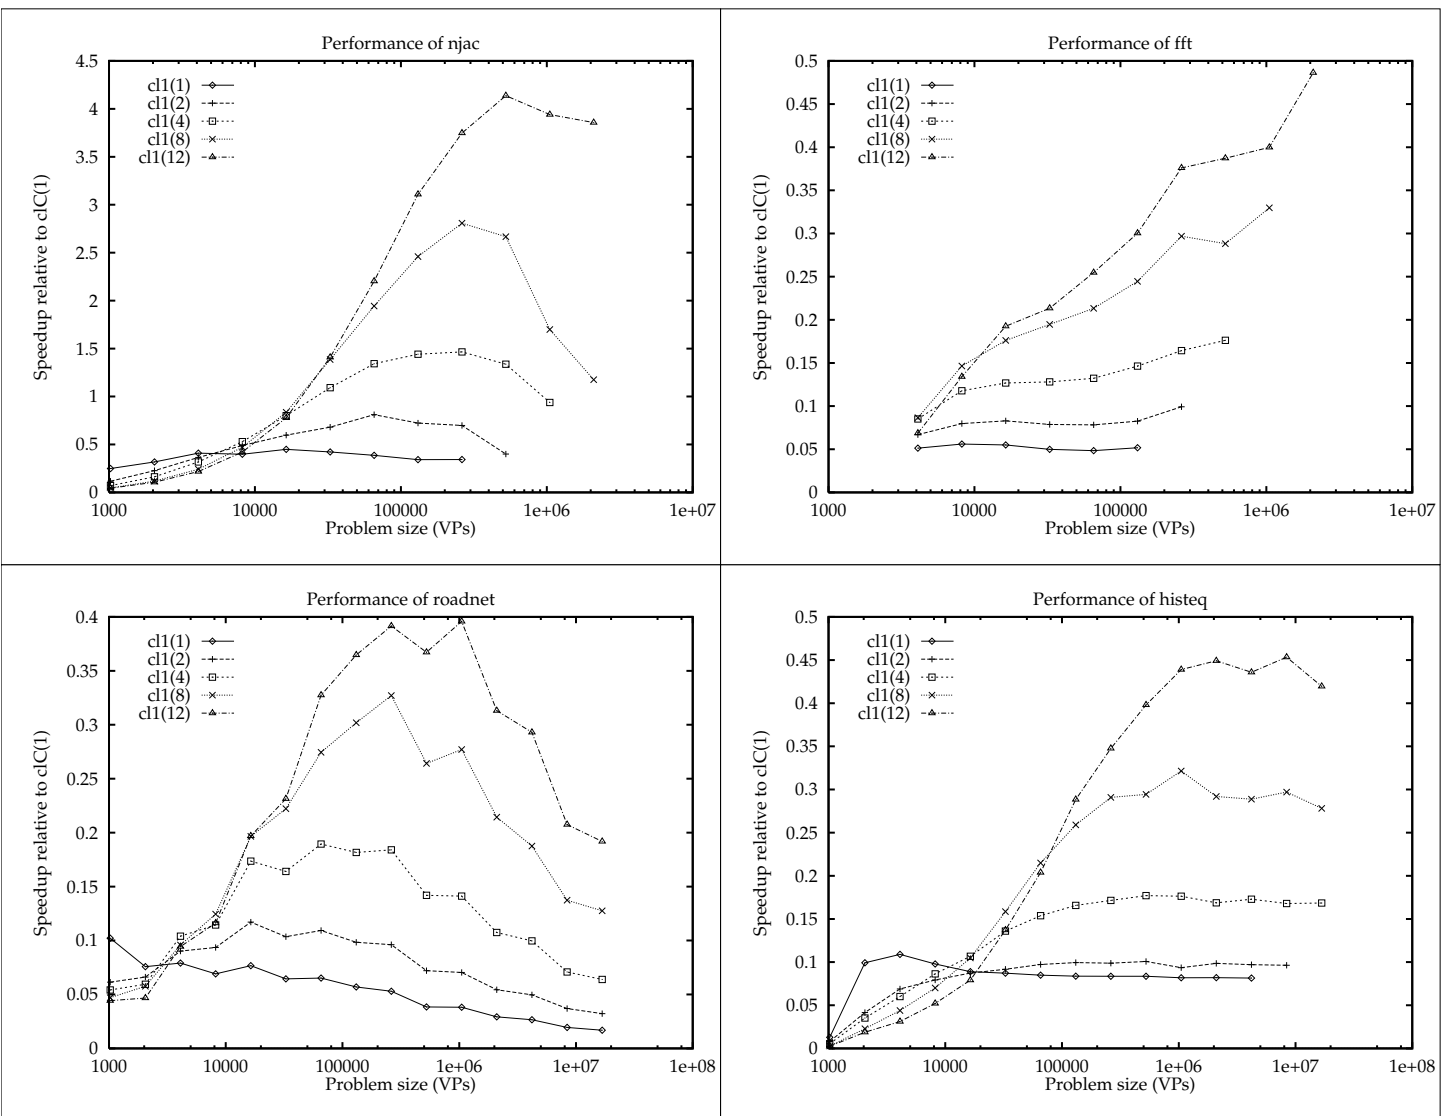 Performance of njac
4.5
4
3.5
3
2.5
2
1.5
1
0.5
0
Speedup relative to clC(1)
cl1(1)
cl1(2)
cl1(4)
cl1(8)
cl1(12)
1000 10000 100000 1e+06 1e+07
Problem size (VPs)
Performance of fft
0.5
0.45
0.4
0.35
0.3
0.25
0.2
0.15
0.1
0.05
0
Speedup relative to clC(1)
cl1(1)
cl1(2)
cl1(4)
cl1(8)
cl1(12)
1000 10000 100000 1e+06 1e+07
Problem size (VPs)
Performance of roadnet
0.4
0.35
0.3
0.25
0.2
0.15
0.1
0.05
0
Speedup relative to clC(1)
cl1(1)
cl1(2)
cl1(4)
cl1(8)
cl1(12)
1000 10000 100000 1e+06 1e+07 1e+08
Problem size (VPs)
Performance of histeq
0.5
0.45
0.4
0.35
0.3
0.25
0.2
0.15
0.1
0.05
0
Speedup relative to clC(1)
cl1(1)
cl1(2)
cl1(4)
cl1(8)
cl1(12)
1000 10000 100000 1e+06 1e+07 1e+08
Problem size (VPs)